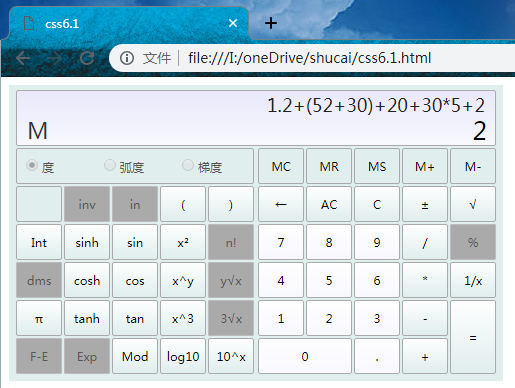 css6.1
文件 file:///I:/oneDrive/shucai/css6.1.html
1.2+(52+30)+20+30*5+2
M 2
度 弧度 梯度 MC MR MS M+ M-
inv in ( ) ← AC C ± √
Int sinh sin x² n! 7 8 9 / %
dms cosh cos x^y y√x 4 5 6 * 1/x
π tanh tan x^3 3√x 1 2 3 - =
F-E Exp Mod log10 10^x 0 . +